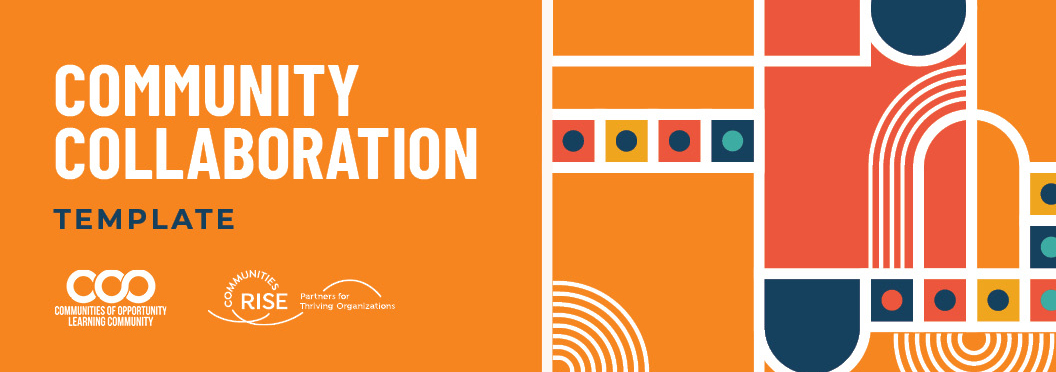 COMMUNITY
COLLABORATION
TEMPLATE
COMMUNITIES OF OPPORTUNITY
LEARNING COMMUNITY
COMMUNITIES
RISE
Partners for
Thriving Organizations